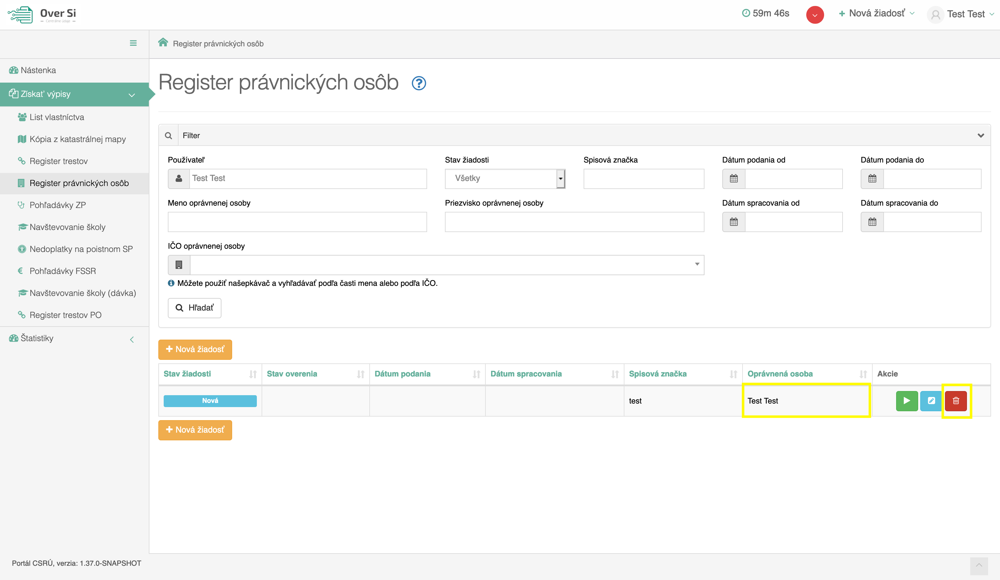 Over Si
Centrálne údaje
59m 46s
Nová žiadosť
Test Test
Register právnických osôb
Nástenka
Získať výpisy
List vlastníctva
Kópia z katastrálnej mapy
Register trestov
Register právnických osôb
Pohľadávky ZP
Navštevovanie školy
Nedoplatky na poistnom SP
Pohľadávky FSSR
Navštevovanie školy (dávka)
Register trestov PO
Štatistiky
Register právnických osôb
Filter
Používateľ
Stav žiadosti
Spisová značka
Dátum podania od
Dátum podania do
Test Test
Všetky
Meno oprávnenej osoby
Priezvisko oprávnenej osoby
Dátum spracovania od
Dátum spracovania do
IČO oprávnenej osoby
Môžete použiť našepkávač a vyhľadávať podľa časti mena alebo podľa IČO.
Hľadať
Nová žiadosť
Stav žiadosti Stav overenia Dátum podania Dátum spracovania Spisová značka Oprávnená osoba Akcie
Nová test Test Test
Nová žiadosť
Portál CSRÚ, verzia: 1.37.0-SNAPSHOT